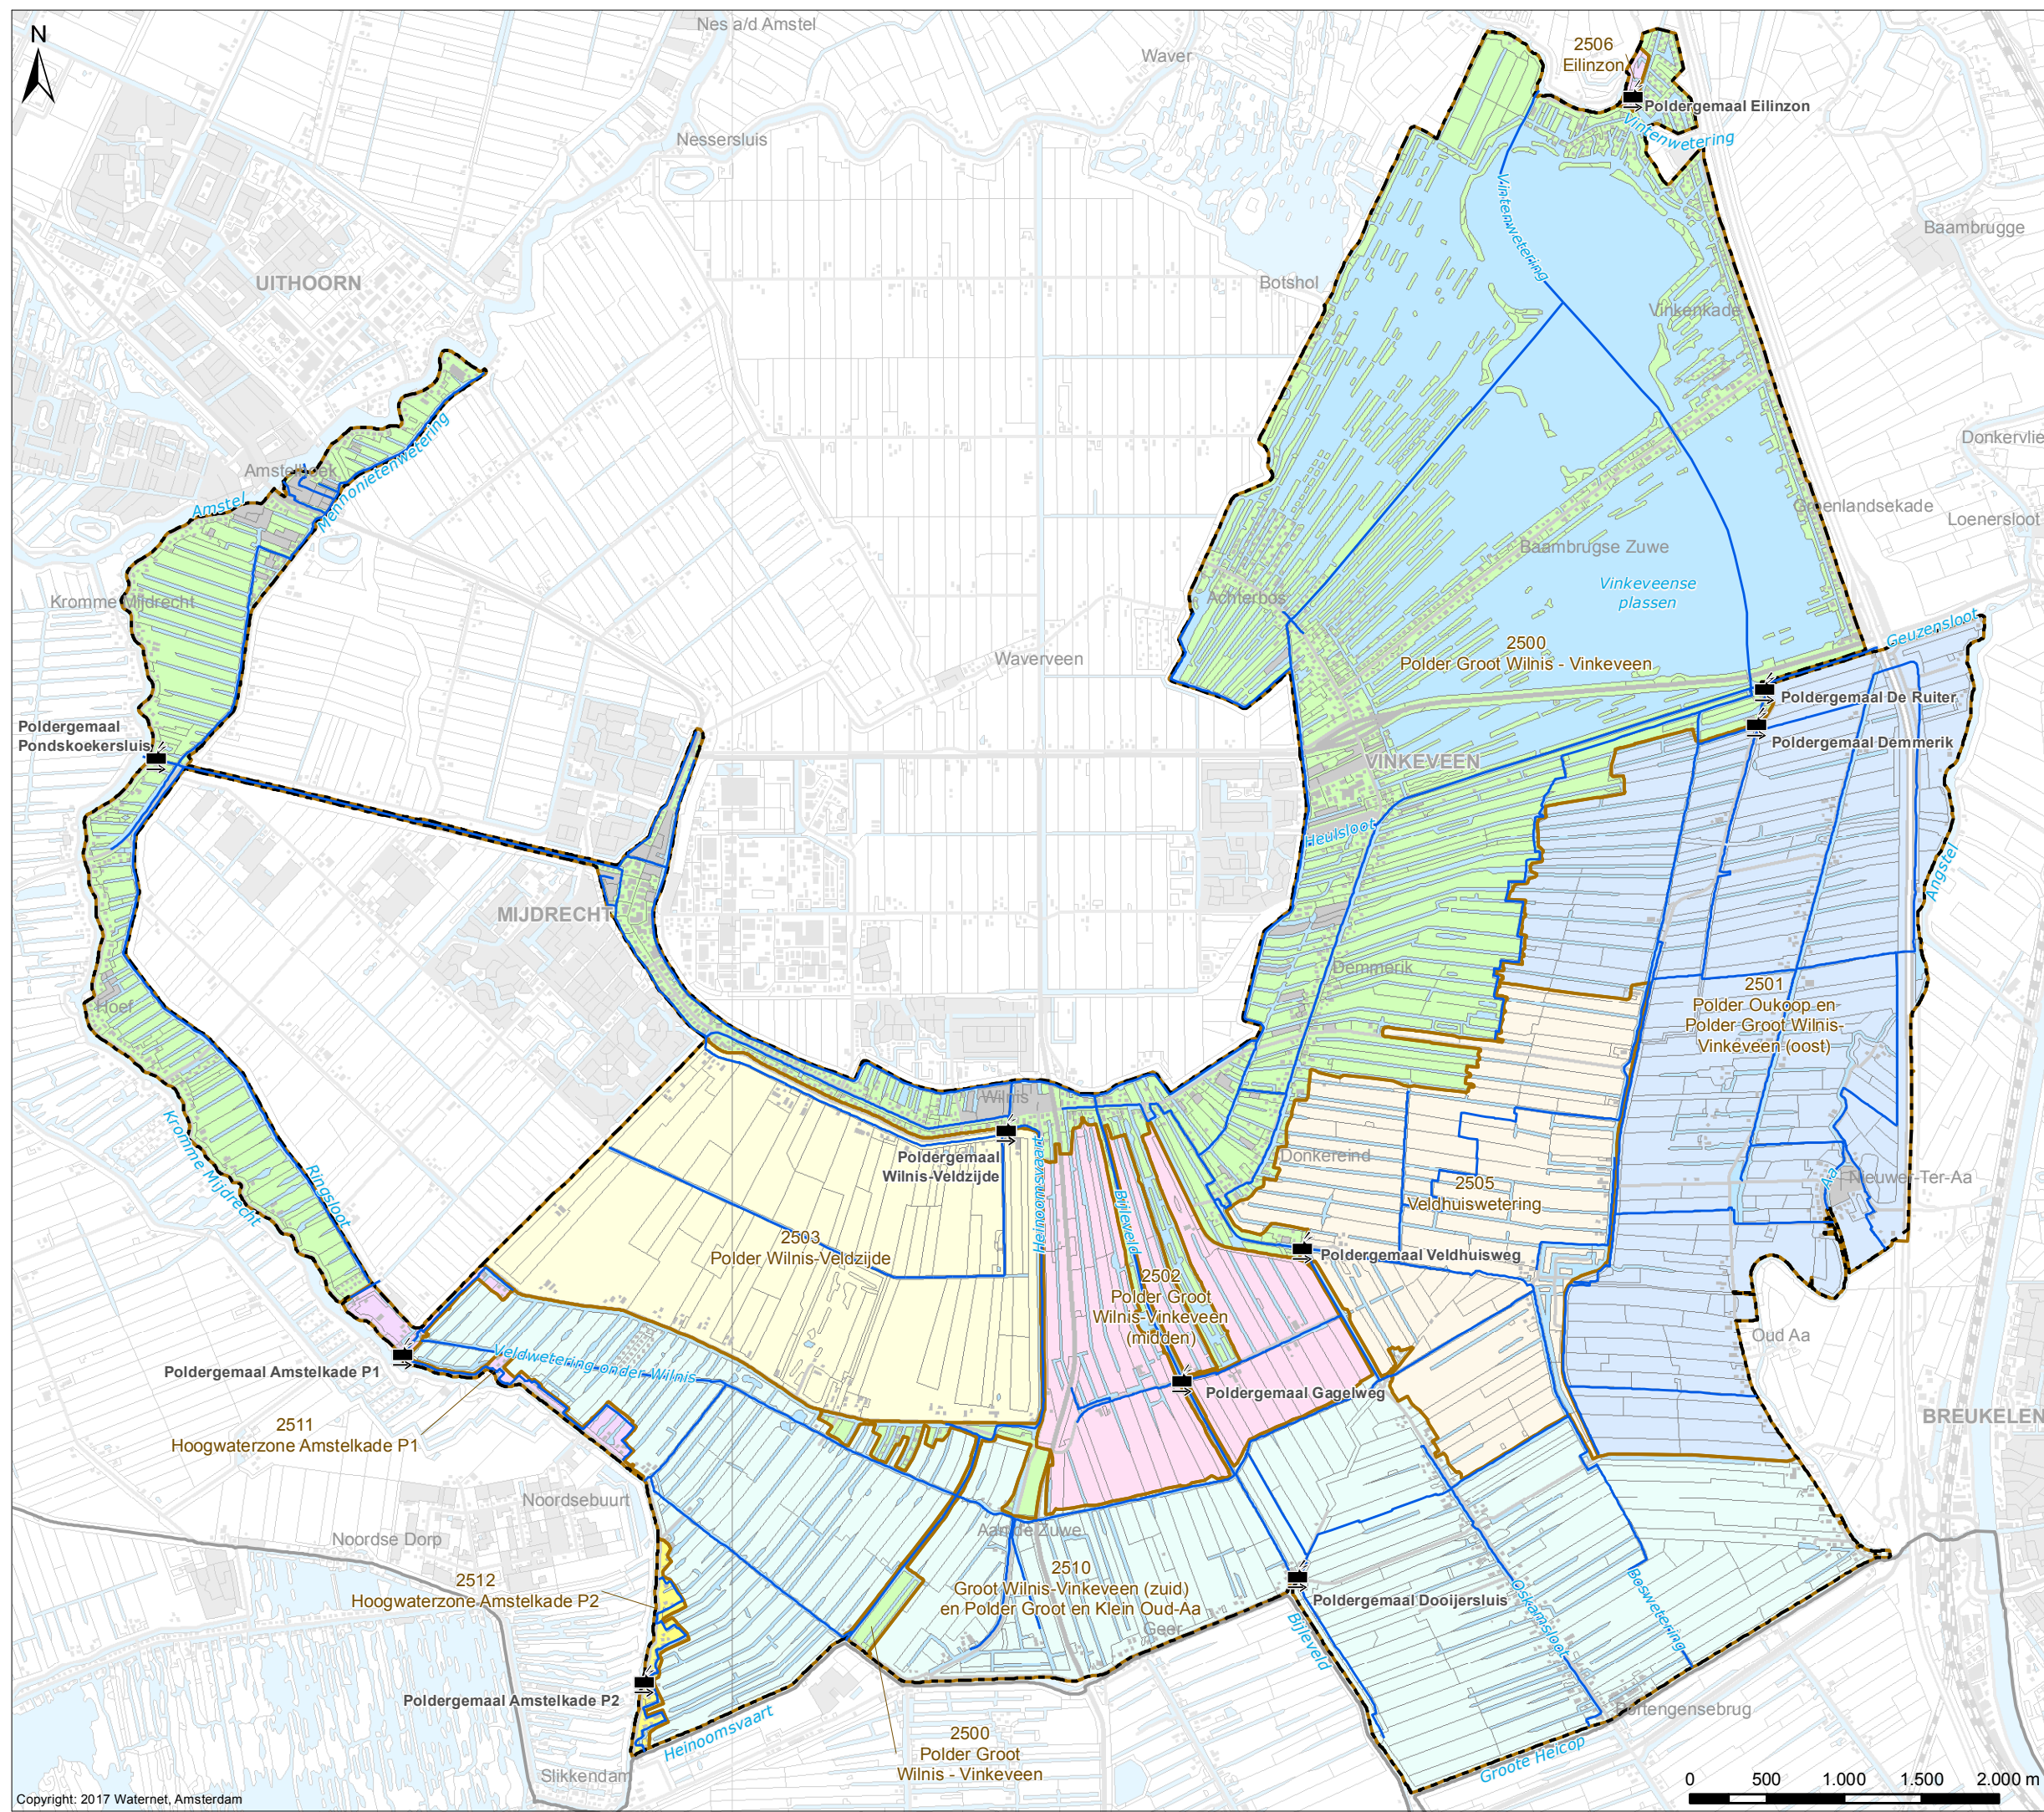 N
Nes a/d Amstel
Waver
2506
Eilinzon
Poldergemaal Eilinzon
Vintenwetering
Nessersluis
Vintenwetering
Baambrugge
UITHOORN
Botshol
Vinkenkade
Donkervlie
Amstelhoek
Mennonietenwetering
Amstel
Groenlandsekade
Loenersloot
Baambrugse Zuwe
Vinkeveense
plassen
Kromme Mijdrecht
Achterbos
Geuzensloot
Waverveen
2500
Polder Groot Wilnis - Vinkeveen
Poldergemaal De Ruiter
Poldergemaal
Pondskoekersluis
Poldergemaal Demmerik
VINKEVEEN
Heulsloot
Angstel
MIJDRECHT
Demmerik
2501
Polder Oukoop en
Polder Groot Wilnis-
Vinkeveen (oost)
Hoef
Wilnis
Kromme Mijdrecht
Ringsloot
Poldergemaal
Wilnis-Veldzijde
Heinoomsvaart
Bijleveld
Donkereind
2505
Veldhuiswetering
Aa
Nieuwer-Ter-Aa
2503
Polder Wilnis-Veldzijde
Poldergemaal Veldhuisweg
2502
Polder Groot
Wilnis-Vinkeveen
(midden)
Oud Aa
Veldwetering onder Wilnis
Poldergemaal Amstelkade P1
Poldergemaal Gagelweg
BREUKELEN
2511
Hoogwaterzone Amstelkade P1
Noordsebuurt
Noordse Dorp
Aan de Zuwe
2512
Hoogwaterzone Amstelkade P2
2510
Groot Wilnis-Vinkeveen (zuid)
en Polder Groot en Klein Oud-Aa
Geer
Poldergemaal Dooijersluis
Oskamsloot
Boswetering
Bijleveld
Poldergemaal Amstelkade P2
Heinoomsvaart
Portengensebrug
2500
Polder Groot
Wilnis - Vinkeveen
Groote Heicop
Slikkendam
0 500 1.000 1.500 2.000 m
Copyright: 2017 Waternet, Amsterdam